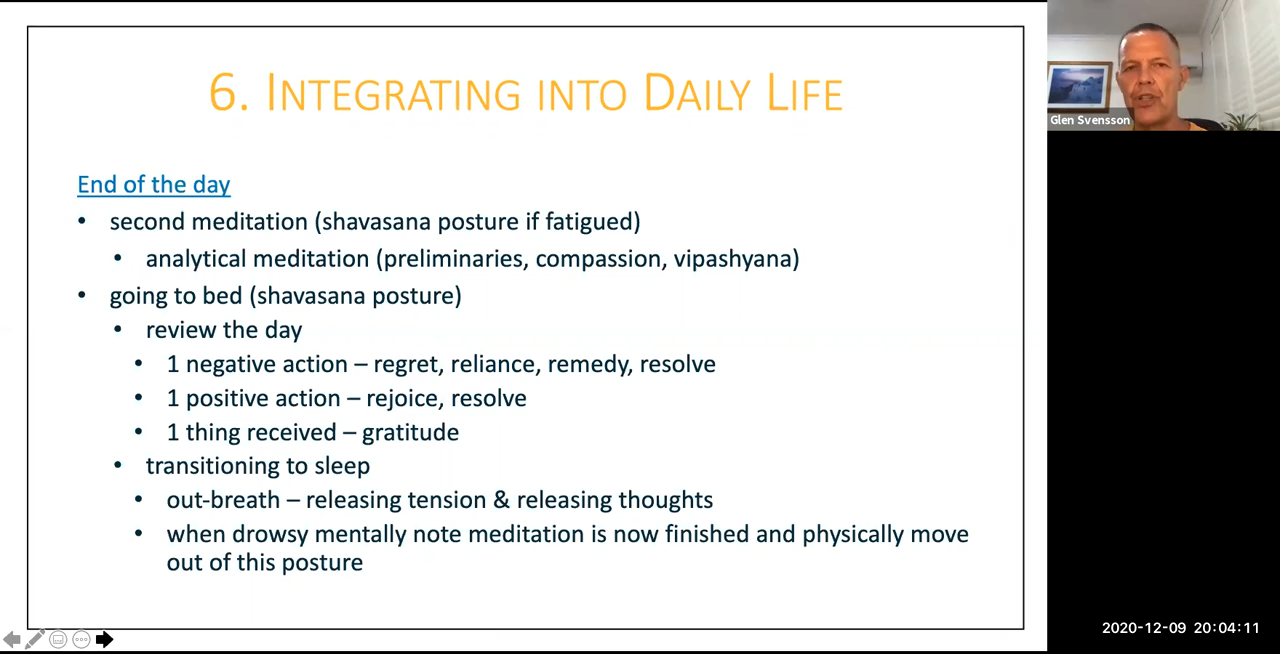 6. Integrating into Daily Life
Glen Svensson
End of the day
• second meditation (shavasana posture if fatigued)
• analytical meditation (preliminaries, compassion, vipashyana)
• going to bed (shavasana posture)
• review the day
• 1 negative action – regret, reliance, remedy, resolve
• 1 positive action – rejoice, resolve
• 1 thing received – gratitude
• transitioning to sleep
• out-breath – releasing tension & releasing thoughts
• when drowsy mentally note meditation is now finished and physically move
out of this posture
2020-12-09 20:04:11